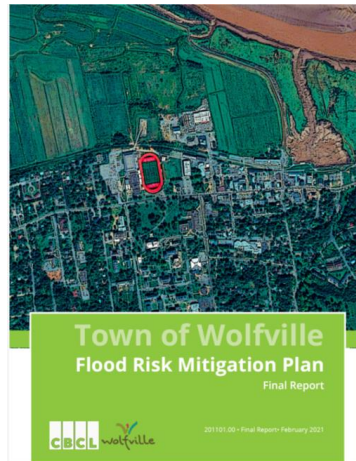 Town of Wolfville
Flood Risk Mitigation Plan
Final Report
201101.00 • Final Report• February 2021
CBCL
wolfville